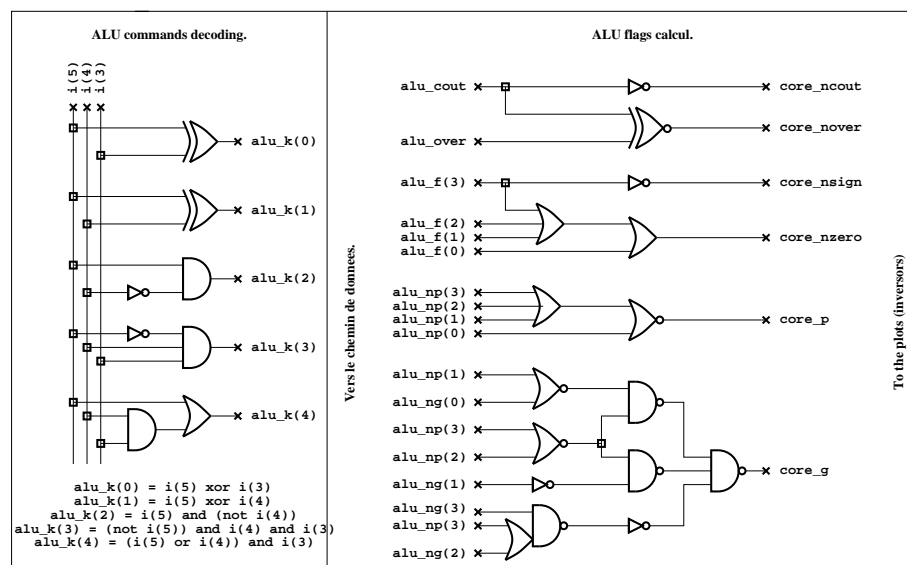 ALU commands decoding.
i(5)
i(4)
i(3)
alu_k(0)
alu_k(1)
alu_k(2)
alu_k(3)
alu_k(4)
alu_k(0) = i(5) xor i(3)
alu_k(1) = i(5) xor i(4)
alu_k(2) = i(5) and (not i(4))
alu_k(3) = (not i(5)) and i(4) and i(3)
alu_k(4) = (i(5) or i(4)) and i(3)
Vers le chemin de donnees.
ALU flags calcul.
alu_cout
core_ncout
core_nover
alu_over
alu_f(3)
core_nsign
alu_f(2)
alu_f(1)
core_nzero
alu_f(0)
alu_np(3)
alu_np(2)
alu_np(1)
core_p
alu_np(0)
alu_np(1)
alu_ng(0)
alu_np(3)
alu_np(2)
core_g
alu_ng(1)
alu_ng(3)
alu_np(3)
alu_ng(2)
To the plots (inversors)